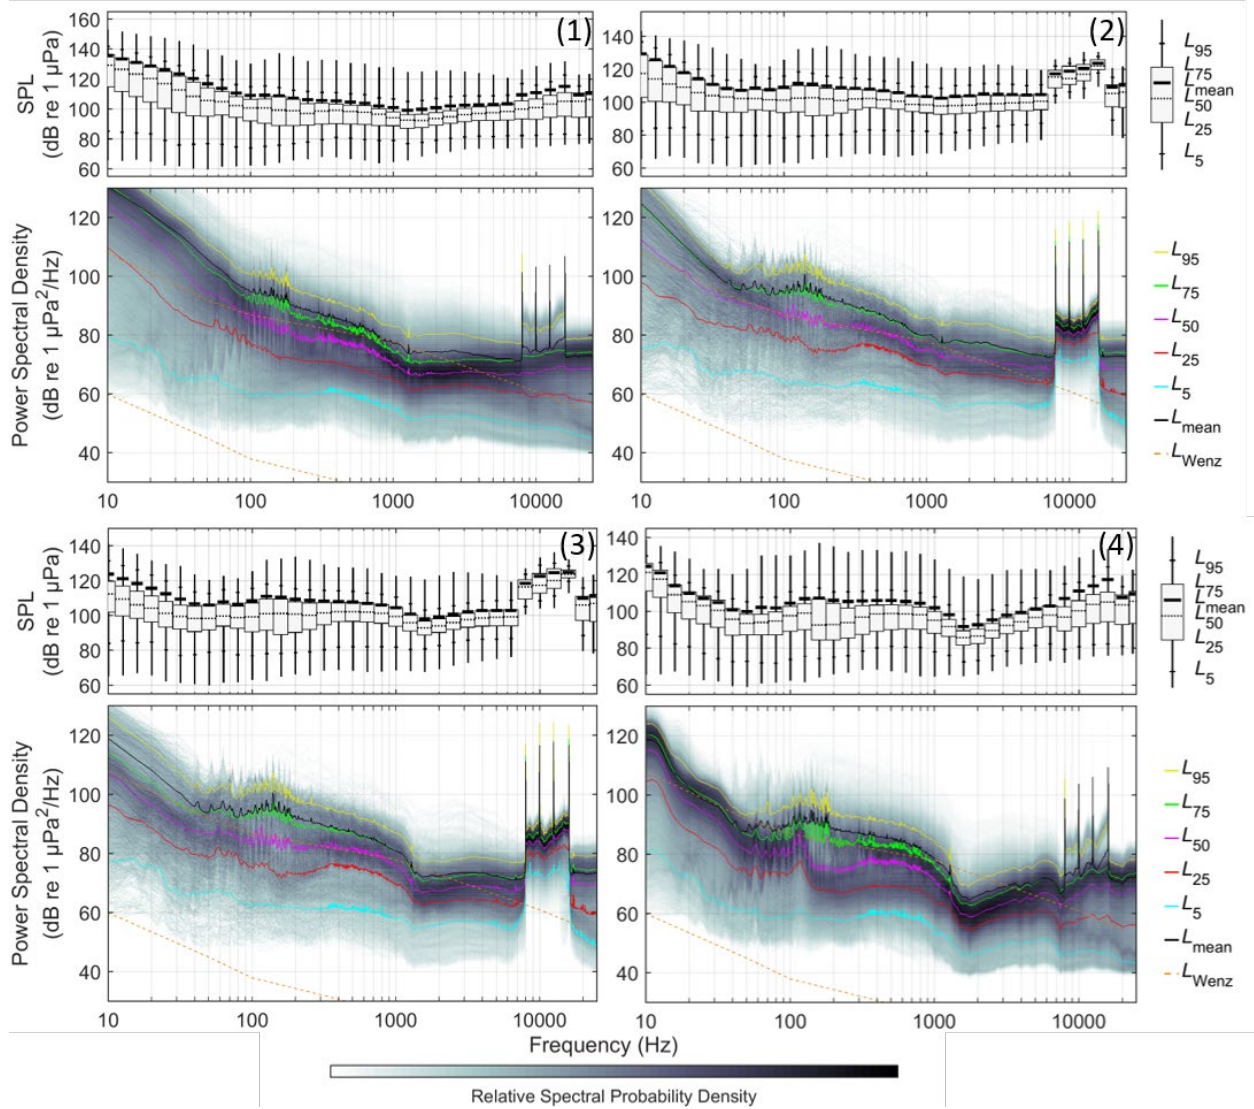 160
140
120
100
80
60
SPL
(dB re 1 µPa)
(1)
140
120
100
80
60
(2)
L95
L75
Lmean
L50
L25
L5
Power Spectral Density
(dB re 1 µPa²/Hz)
120
100
80
60
40
10 100 1000 10000
120
100
80
60
40
10 100 1000 10000
L95
L75
L50
L25
L5
Lmean
LWenz
140
120
100
80
60
SPL
(dB re 1 µPa)
(3)
140
120
100
80
60
(4)
L95
L75
Lmean
L50
L25
L5
Power Spectral Density
(dB re 1 µPa²/Hz)
120
100
80
60
40
10 100 1000 10000
120
100
80
60
40
10 100 1000 10000
L95
L75
L50
L25
L5
Lmean
LWenz
Frequency (Hz)
Relative Spectral Probability Density